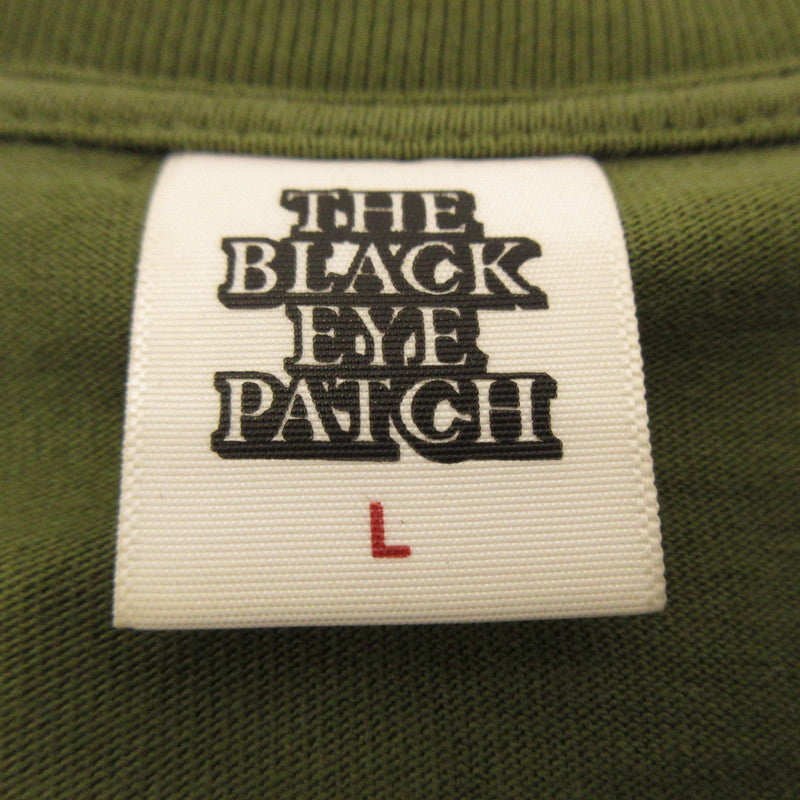 THE
BLACK
EYE
PATCH
L